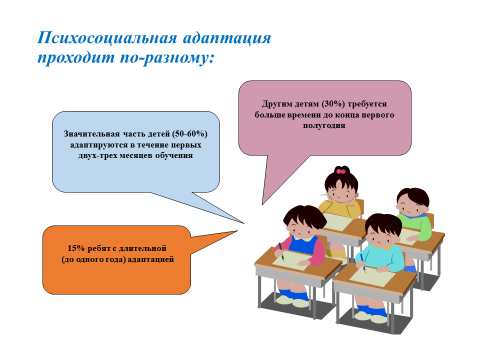 Психосоциальная адаптация
проходит по-разному:
Значительная часть детей (50-60%)
адаптируются в течение первых
двух-трех месяцев обучения
Другим детям (30%) требуется
больше времени до конца первого
полугодия
15% ребят с длительной
(до одного года) адаптацией